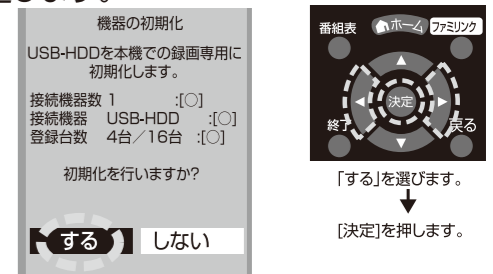 機器の初期化
USB-HDDを本機での録画専用に
初期化します。
接続機器数 1 :[○]
接続機器 USB-HDD :[○]
登録台数 4台／16台 :[○]
初期化を行いますか?
する
しない
番組表
ホーム
ファミリンク
決定
終了
戻る
「する」を選びます。
[決定]を押します。